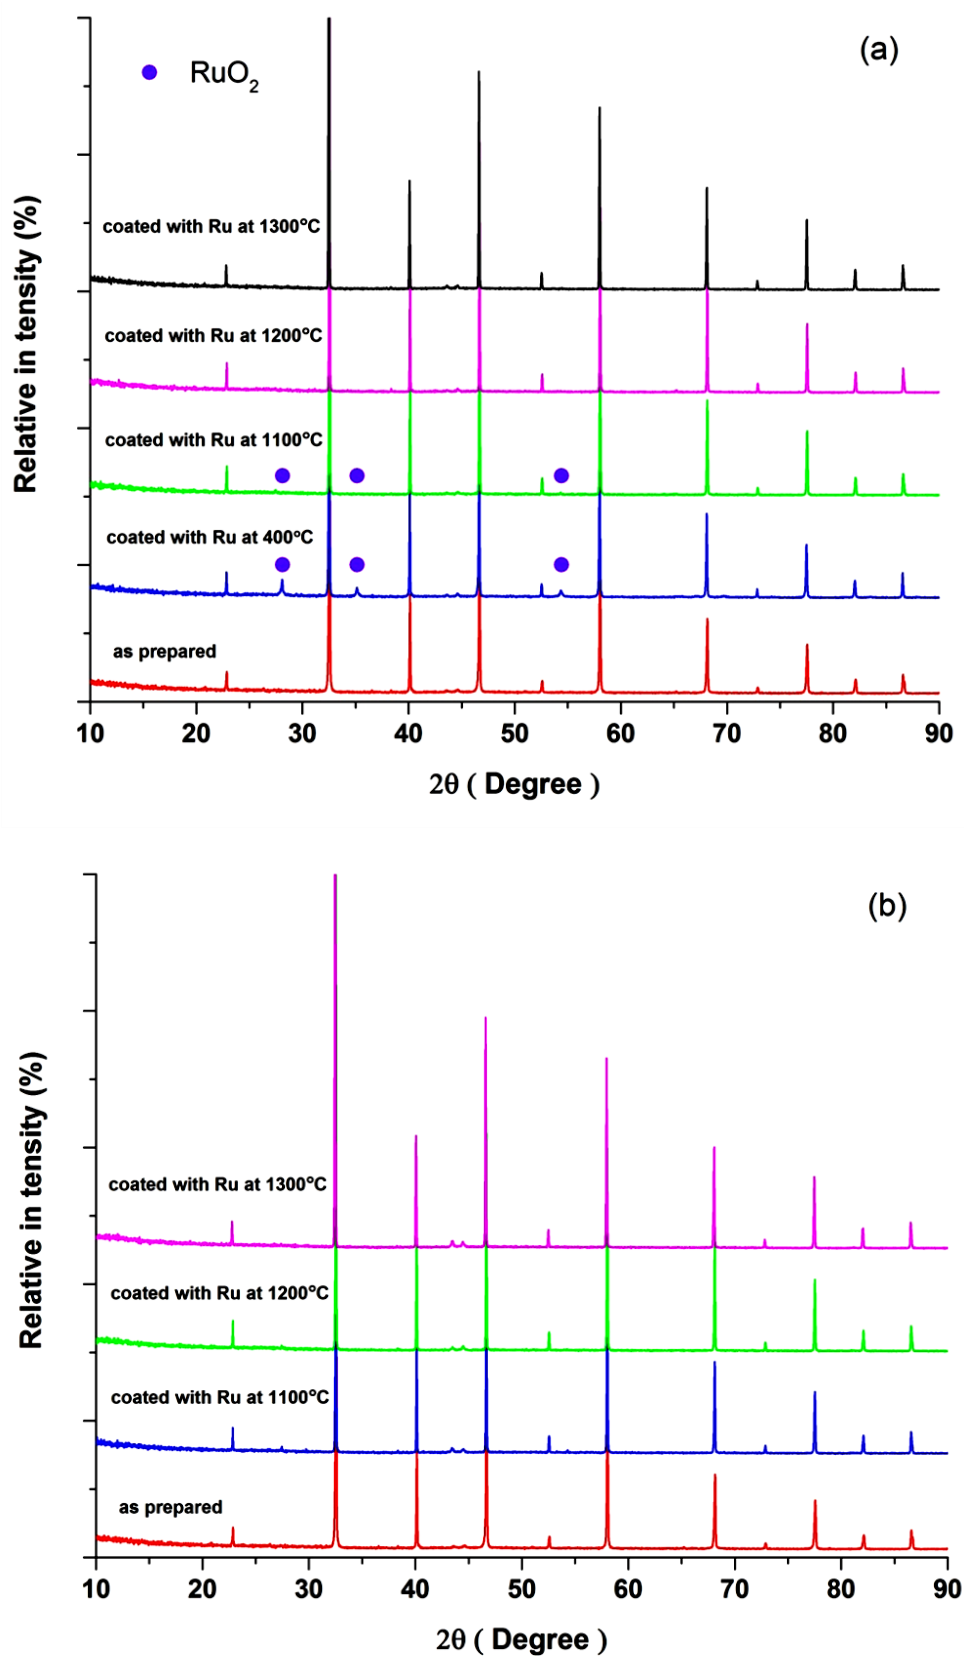 (a)
RuO2
Relative in tensity (%)
coated with Ru at 1300°C
coated with Ru at 1200°C
coated with Ru at 1100°C
coated with Ru at 400°C
as prepared
10 20 30 40 50 60 70 80 90
2θ ( Degree )
(b)
Relative in tensity (%)
coated with Ru at 1300°C
coated with Ru at 1200°C
coated with Ru at 1100°C
as prepared
10 20 30 40 50 60 70 80 90
2θ ( Degree )